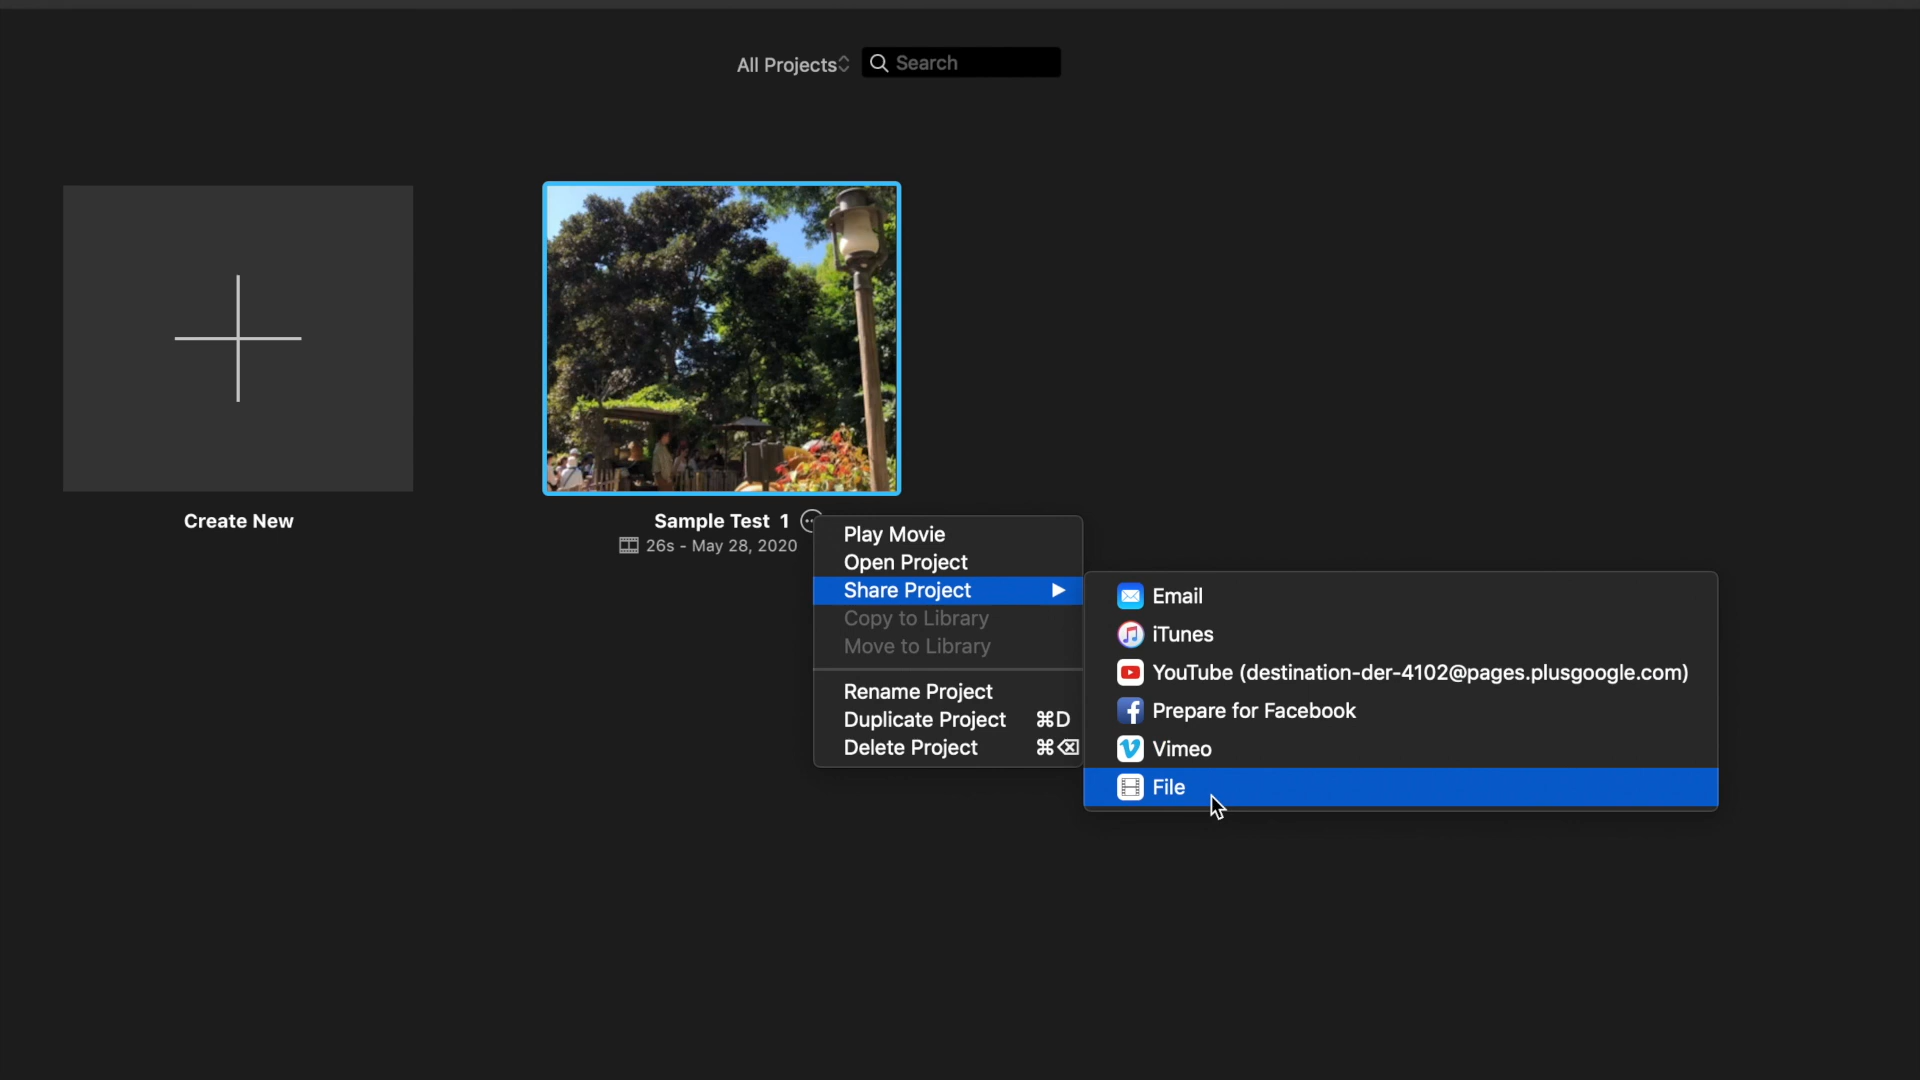 All Projects
Search
Create New
Sample Test 1
26s - May 28, 2020
Play Movie
Open Project
Share Project
Copy to Library
Move to Library
Rename Project
Duplicate Project ⌘D
Delete Project ⌘⌫
Email
iTunes
YouTube (destination-der-4102@pages.plusgoogle.com)
Prepare for Facebook
Vimeo
File